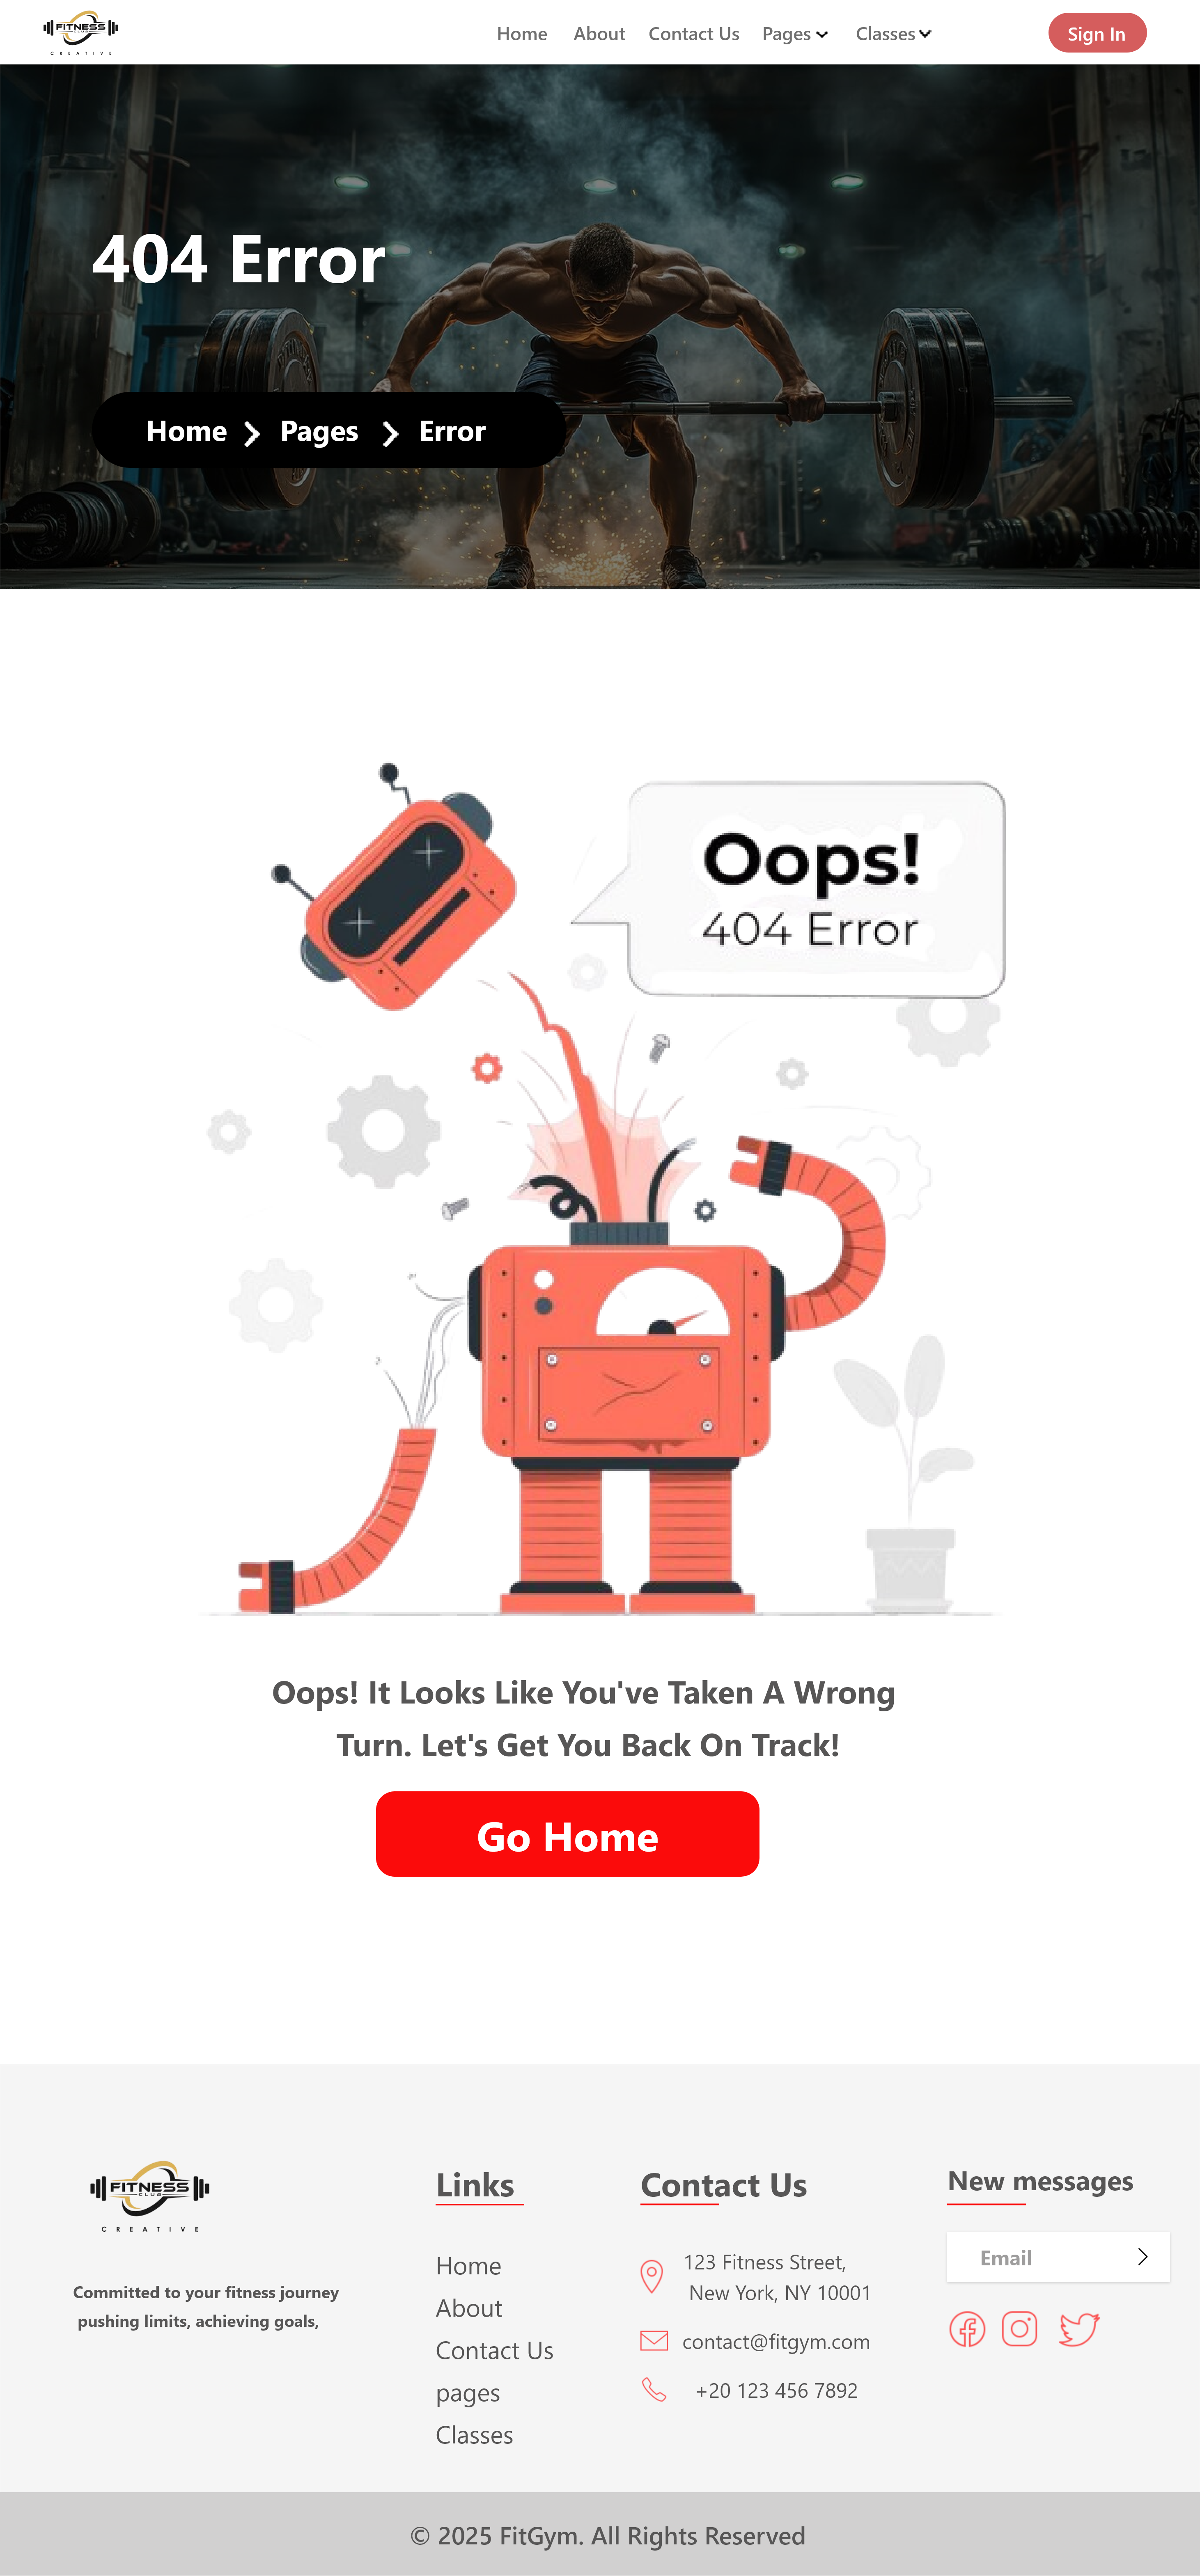 FITNESS
CLUB
CREATIVE
Home About Contact Us Pages Classes Sign In
404 Error
Home Pages Error
Oops!
404 Error
Oops! It Looks Like You've Taken A Wrong
Turn. Let's Get You Back On Track!
Go Home
FITNESS
CLUB
CREATIVE
Committed to your fitness journey
pushing limits, achieving goals,
Links
Home
About
Contact Us
pages
Classes
Contact Us
123 Fitness Street,
New York, NY 10001
contact@fitgym.com
+20 123 456 7892
New messages
Email
© 2025 FitGym. All Rights Reserved